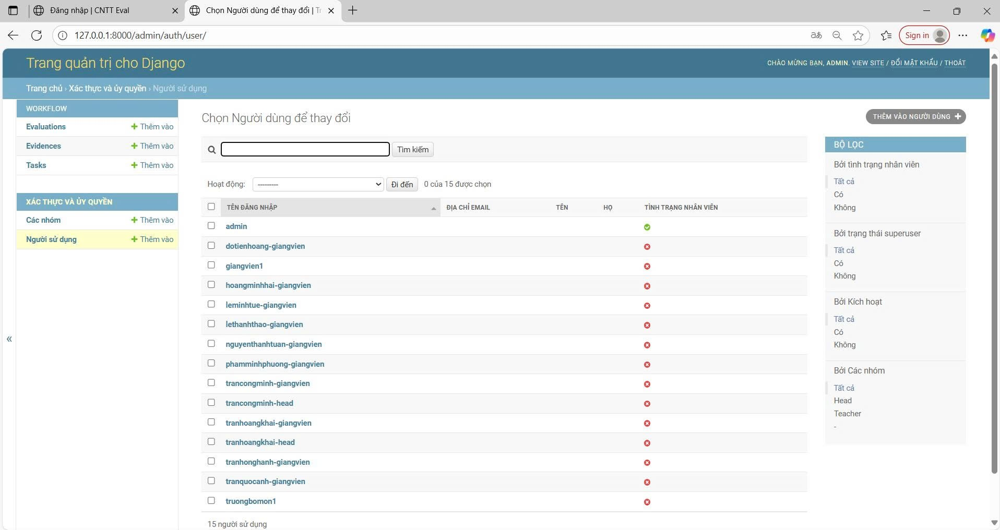 Đăng nhập | CNTT Eval
Chọn Người dùng để thay đổi | Tr
127.0.0.1:8000/admin/auth/user/
Sign in
Trang quản trị cho Django
CHÀO MỪNG BẠN, ADMIN. VIEW SITE / ĐỔI MẬT KHẨU / THOÁT
Trang chủ › Xác thực và ủy quyền › Người sử dụng
WORKFLOW
Evaluations Thêm vào
Evidences Thêm vào
Tasks Thêm vào
XÁC THỰC VÀ ỦY QUYỀN
Các nhóm Thêm vào
Người sử dụng Thêm vào
«
Chọn Người dùng để thay đổi
THÊM VÀO NGƯỜI DÙNG
Tìm kiếm
Hoạt động: --------- Đi đến 0 của 15 được chọn
TÊN ĐĂNG NHẬP ĐỊA CHỈ EMAIL TÊN HỌ TÌNH TRẠNG NHÂN VIÊN
admin
dotienhoang-giangvien
giangvien1
hoangminhhai-giangvien
leminhtue-giangvien
lethanhthao-giangvien
nguyenthanhtuan-giangvien
phamminhphuong-giangvien
trancongminh-giangvien
trancongminh-head
tranhoangkhai-giangvien
tranhoangkhai-head
tranhonghanh-giangvien
tranquocanh-giangvien
truongbomon1
15 người sử dụng
BỘ LỌC
Bởi tình trạng nhân viên
Tất cả
Có
Không
Bởi trạng thái superuser
Tất cả
Có
Không
Bởi Kích hoạt
Tất cả
Có
Không
Bởi Các nhóm
Tất cả
Head
Teacher
-